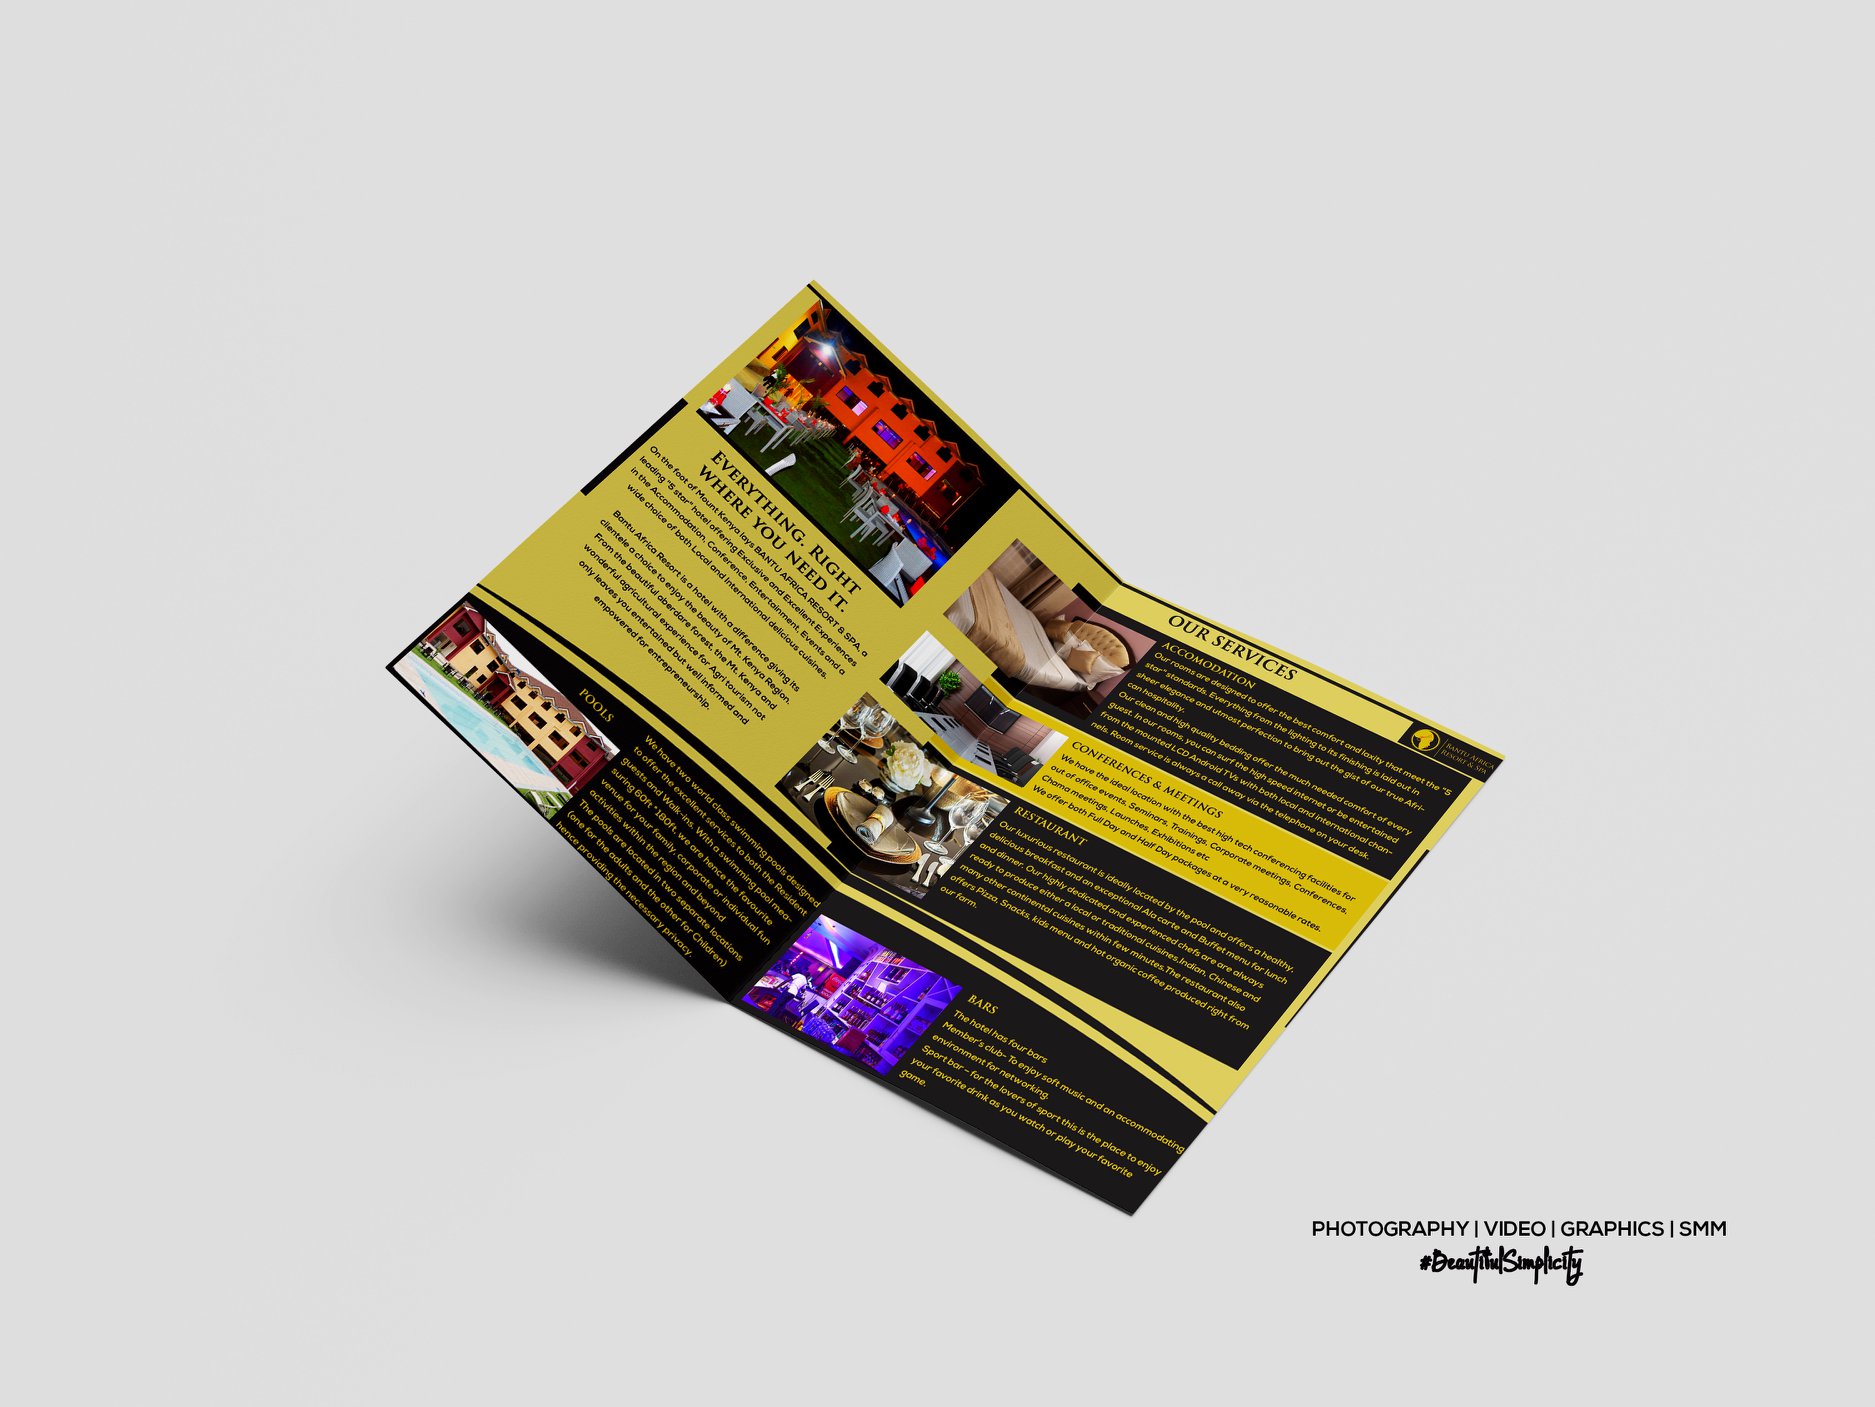 EVERYTHING. RIGHT
WHERE YOU NEED IT.
On the foot of Mount Kenya lays BANTU AFRICA RESORT & SPA, a
leading "5 star" hotel offering Exclusive and Excellent Experiences
in the Accommodation, Conference, Entertainment, Events and a
wide choice of both Local and International delicious cuisines.
Bantu Africa Resort is a hotel with a difference giving its
clientele a choice to enjoy the beauty of Mt. Kenya Region.
From the beautiful aberdare forest, the Mt. Kenya and
wonderful agricultural experience for Agri tourism not
only leaves you entertained but well informed and
empowered for entrepreneurship.
POOLS
We have two world class swimming pools designed
to offer the excellent services to both the Resident
guests and Walk-ins. With a swimming pool mea-
suring 60ft *180ft, we are hence the favourite
venue for your family, corporate or individual fun
activities within the region and beyond
The pools are located in two separate locations
(one for the adults and the other for Children)
hence providing the necessary privacy.
OUR SERVICES
BANTU AFRICA
RESORT & SPA
ACCOMODATION
Our rooms are designed to offer the best comfort and laxity that meet the "5
star" standards. Everything from the lighting to its finishing is laid out in
sheer elegance and utmost perfection to bring out the gist of our true Afri-
can hospitality.
Our clean and high quality bedding offer the much needed comfort of every
guest. In our rooms, you can surf the high speed internet or be entertained
from the mounted LCD Android TVs with both local and international chan-
nels. Room service is always a call away via the telephone on your desk.
CONFERENCES & MEETINGS
We have the ideal location with the best high tech conferencing facilities for
out of office events, Seminars, Trainings, Corporate meetings, Conferences,
Chama meetings, Launches, Exhibitions etc
We offer both Full Day and Half Day packages at a very reasonable rates.
RESTAURANT
Our luxurious restaurant is ideally located by the pool and offers a healthy,
delicious breakfast and an exceptional Ala carte and Buffet menu for lunch
and dinner. Our highly dedicated and experienced chefs are are always
ready to produce either a local or traditional cuisines,Indian, Chinese and
many other continental cuisines within few minutes.The restaurant also
offers Pizza, Snacks, kids menu and hot organic coffee produced right from
our farm.
BARS
The hotel has four bars
Member's club- To enjoy soft music and an accommodating
environment for networking.
Sport bar – for the lovers of sport this is the place to enjoy
your favorite drink as you watch or play your favorite
game.
PHOTOGRAPHY | VIDEO | GRAPHICS | SMM
#BeautifulSimplicity